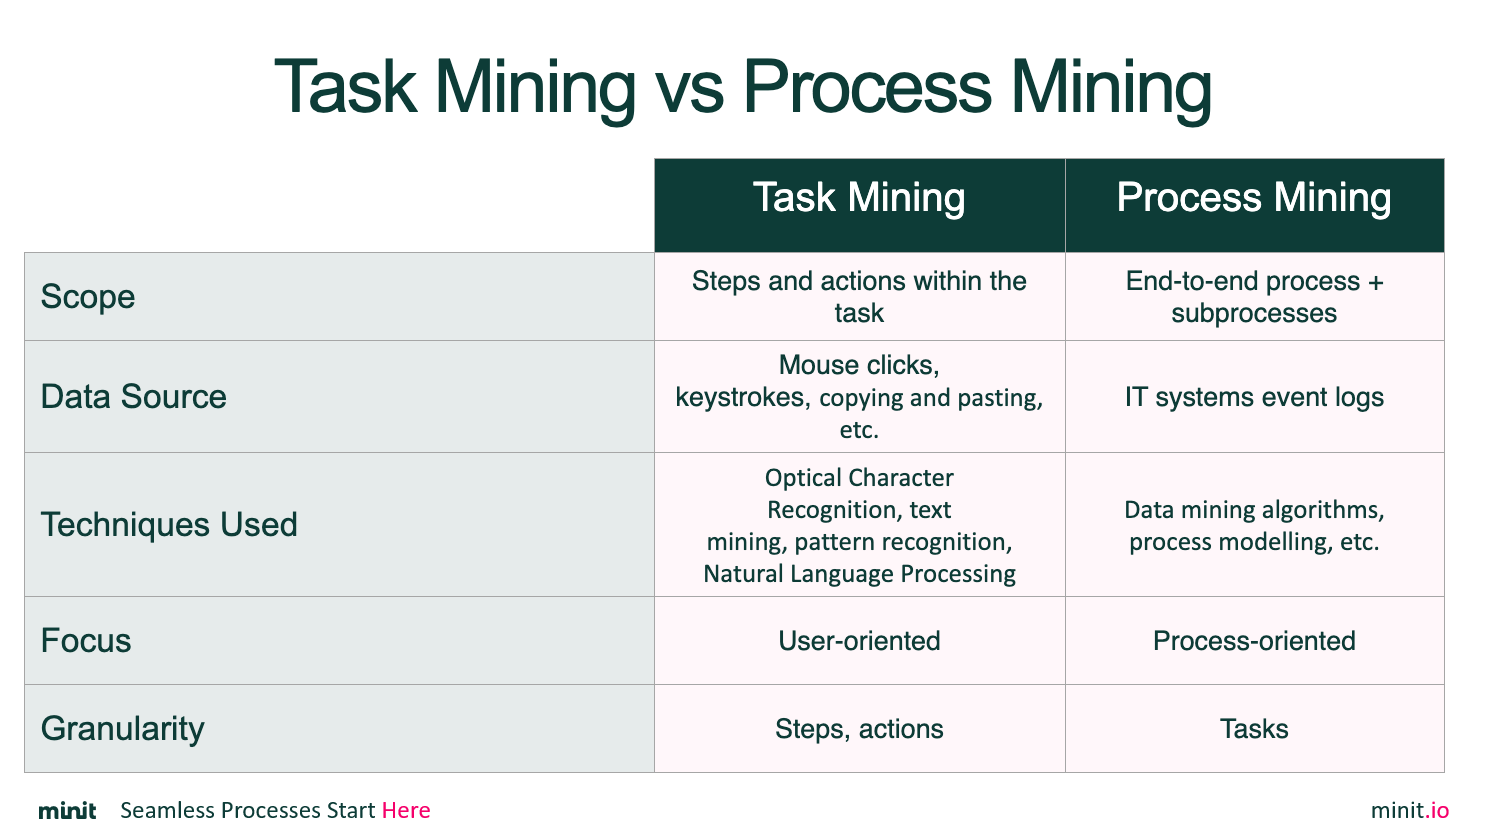 Task Mining vs Process Mining
Task Mining
Process Mining
Scope
Steps and actions within the
task
End-to-end process +
subprocesses
Data Source
Mouse clicks,
keystrokes, copying and pasting,
etc.
IT systems event logs
Techniques Used
Optical Character
Recognition, text
mining, pattern recognition,
Natural Language Processing
Data mining algorithms,
process modelling, etc.
Focus
User-oriented
Process-oriented
Granularity
Steps, actions
Tasks
minit
Seamless Processes Start Here
minit.io